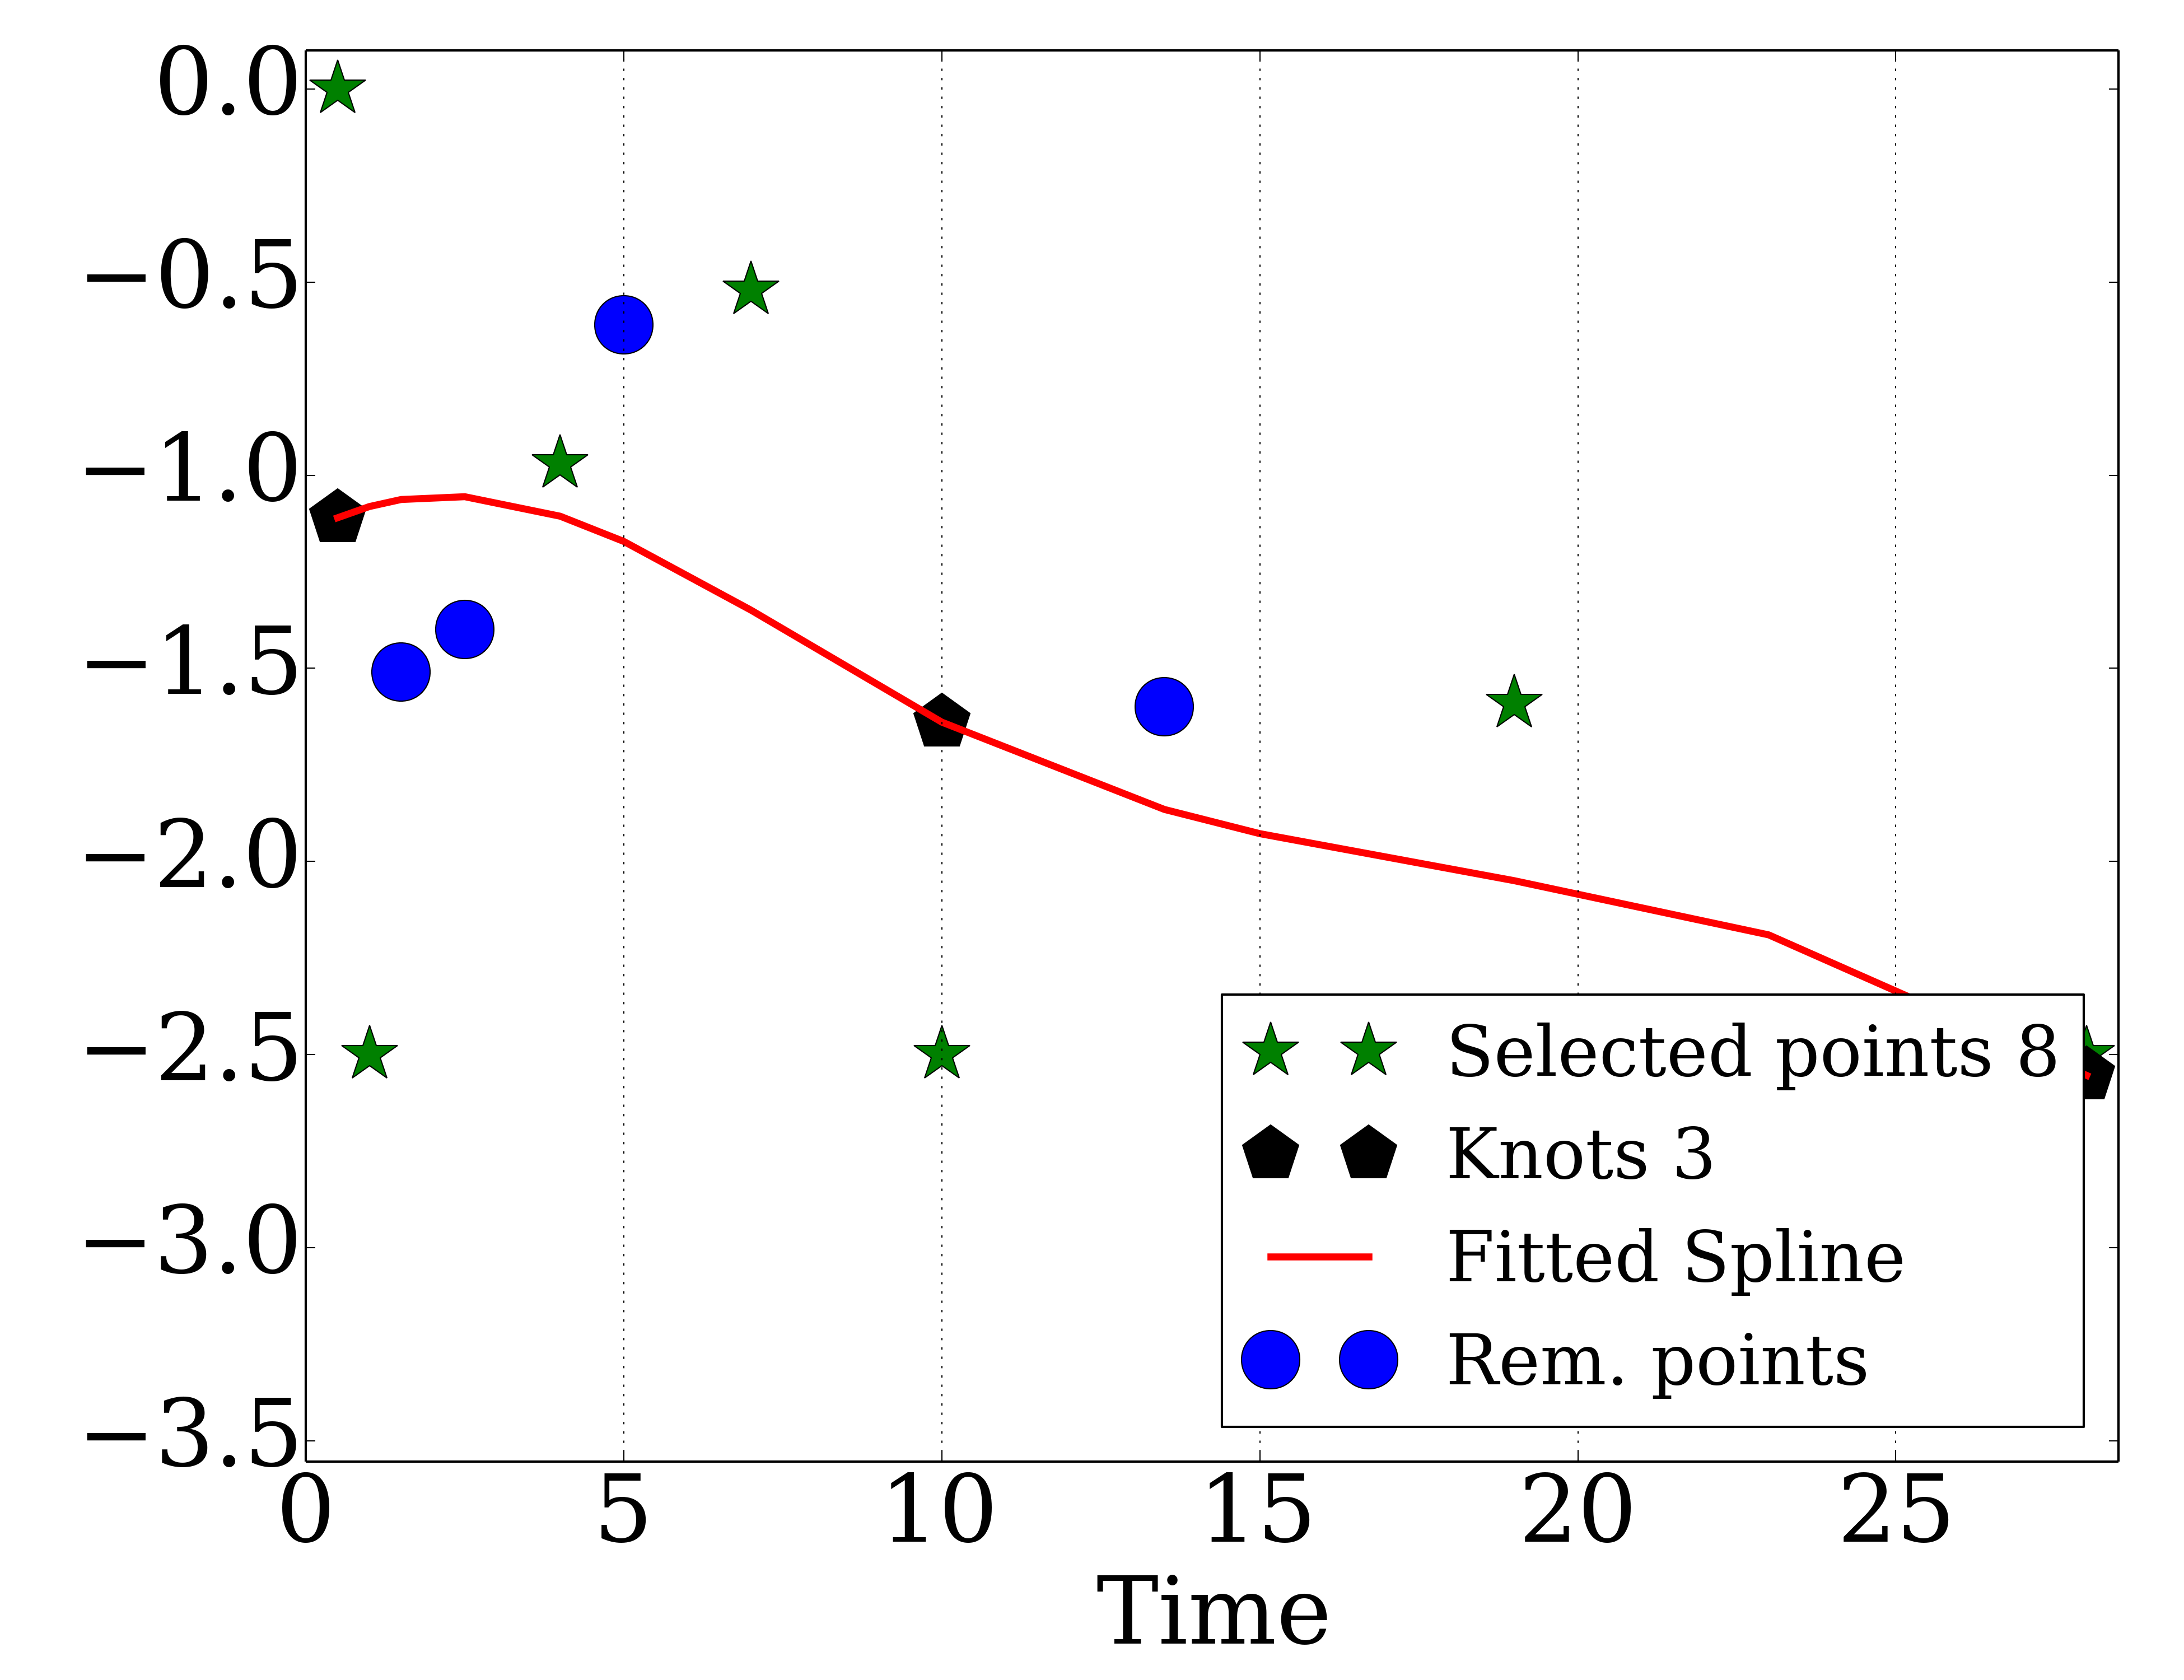 0.0
−0.5
−1.0
−1.5
−2.0
−2.5
−3.0
−3.5
0 5 10 15 20 25
Time
Selected points 8
Knots 3
Fitted Spline
Rem. points